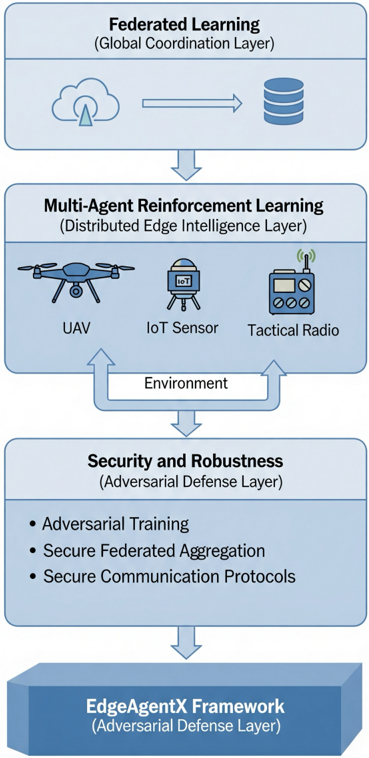 Federated Learning
(Global Coordination Layer)
Multi-Agent Reinforcement Learning
(Distributed Edge Intelligence Layer)
IoT
UAV
IoT Sensor
Tactical Radio
Environment
Security and Robustness
(Adversarial Defense Layer)
• Adversarial Training
• Secure Federated Aggregation
• Secure Communication Protocols
EdgeAgentX Framework
(Adversarial Defense Layer)